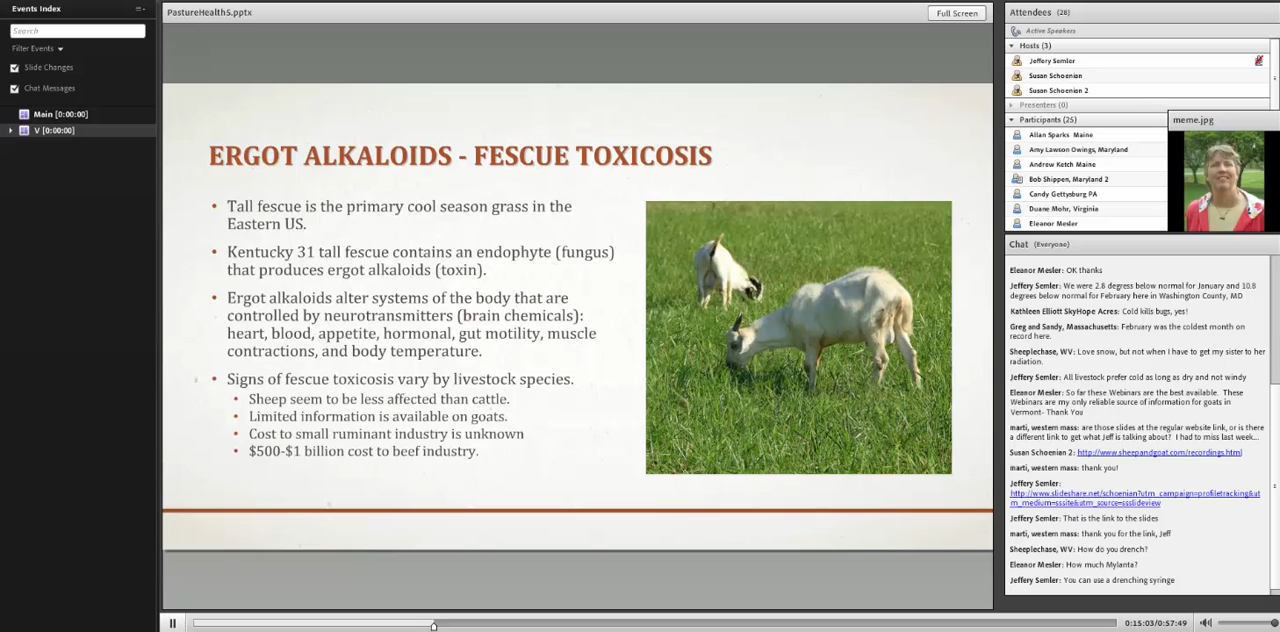 Events Index
Search
Filter Events
Slide Changes
Chat Messages
Main [0:00:00]
V [0:00:00]
PastureHealth5.pptx
Full Screen
ERGOT ALKALOIDS - FESCUE TOXICOSIS
• Tall fescue is the primary cool season grass in the
Eastern US.
• Kentucky 31 tall fescue contains an endophyte (fungus)
that produces ergot alkaloids (toxin).
• Ergot alkaloids alter systems of the body that are
controlled by neurotransmitters (brain chemicals):
heart, blood, appetite, hormonal, gut motility, muscle
contractions, and body temperature.
• Signs of fescue toxicosis vary by livestock species.
• Sheep seem to be less affected than cattle.
• Limited information is available on goats.
• Cost to small ruminant industry is unknown
• $500-$1 billion cost to beef industry.
0:15:03/0:57:49
Attendees (28)
Active Speakers
Hosts (3)
Jeffery Semler
Susan Schoenian
Susan Schoenian 2
Presenters (0)
Participants (25)
Allan Sparks Maine
Amy Lawson Owings, Maryland
Andrew Ketch Maine
Bob Shippen, Maryland 2
Candy Gettysburg PA
Duane Mohr, Virginia
Eleanor Mesler
meme.jpg
Chat (Everyone)
Eleanor Mesler: OK thanks
Jeffery Semler: We were 2.8 degrees below normal for January and 10.8
degrees below normal for February here in Washington County, MD
Kathleen Elliott SkyHope Acres: Cold kills bugs, yes!
Greg and Sandy, Massachusetts: February was the coldest month on
record here.
Sheeplechase, WV: Love snow, but not when I have to get my sister to her
radiation.
Jeffery Semler: All livestock prefer cold as long as dry and not windy
Eleanor Mesler: So far these Webinars are the best available. These
Webinars are my only reliable source of information for goats in
Vermont- Thank You
marti, western mass: are those slides at the regular website link, or is there
a different link to get what Jeff is talking about? I had to miss last week...
Susan Schoenian 2: http://www.sheepandgoat.com/recordings.html
marti, western mass: thank you!
Jeffery Semler:
http://www.slideshare.net/schoenian?utm_campaign=profiletracking&ut
m_medium=sssite&utm_source=ssslideview
Jeffery Semler: That is the link to the slides
marti, western mass: thank you for the link, Jeff
Sheeplechase, WV: How do you drench?
Eleanor Mesler: How much Mylanta?
Jeffery Semler: You can use a drenching syringe